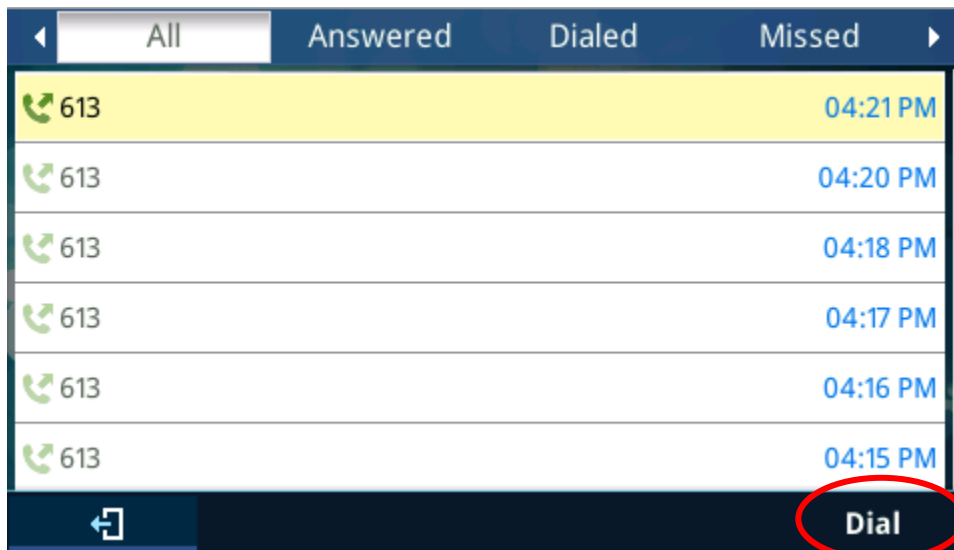 All Answered Dialed Missed
613 04:21 PM
613 04:20 PM
613 04:18 PM
613 04:17 PM
613 04:16 PM
613 04:15 PM
Dial